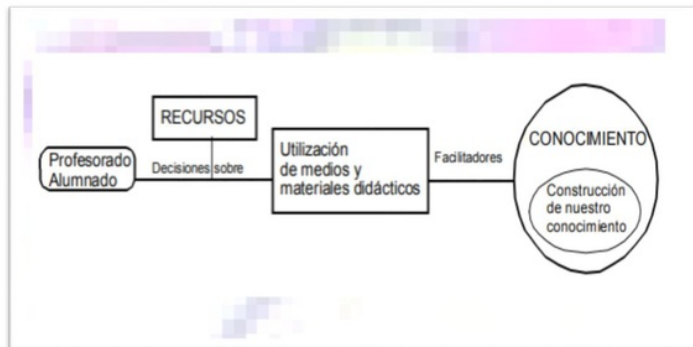 RECURSOS
Profesorado
Alumnado
Decisiones sobre
Utilización
de medios y
materiales didácticos
Facilitadores
CONOCIMIENTO
Construcción
de nuestro
conocimiento